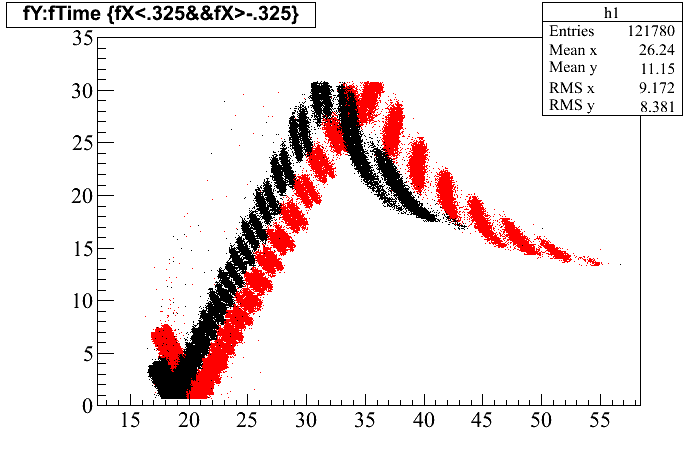 fY:fTime {fX<.325&&fX>-.325}
h1
Entries 121780
Mean x 26.24
Mean y 11.15
RMS x 9.172
RMS y 8.381
35
30
25
20
15
10
5
0
15 20 25 30 35 40 45 50 55